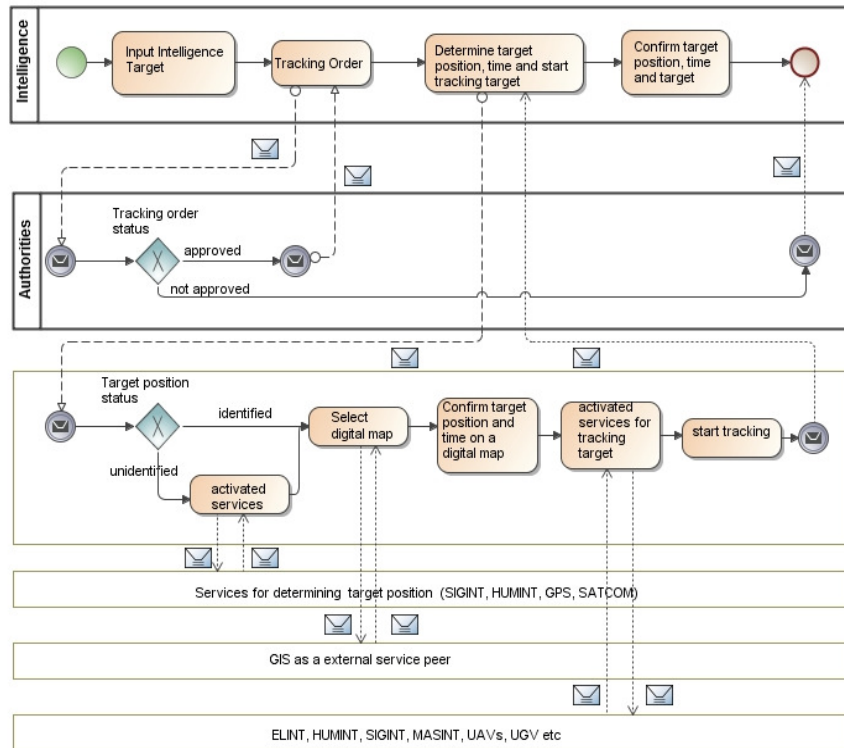 Intelligence
Input Intelligence
Target
Tracking Order
Determine target
position, time and start
tracking target
Confirm target
position, time
and target
Authorities
Tracking order
status
approved
not approved
Target position
status
identified
unidentified
activated
services
Select
digital map
Confirm target
position and
time on a
digital map
activated
services for
tracking
target
start tracking
Services for determining target position (SIGINT, HUMINT, GPS, SATCOM)
GIS as a external service peer
ELINT, HUMINT, SIGINT, MASINT, UAVs, UGV etc